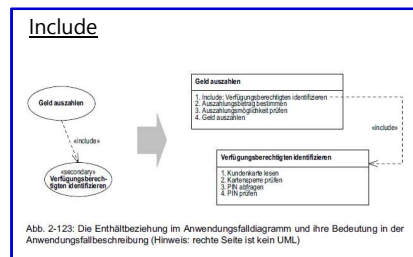 Include
Geld auszahlen
«include»
«secondary»
Verfügungsberech-
tigten identifizieren
Geld auszahlen
1. Include: Verfügungsberechtigten identifizieren
2. Auszahlungsbetrag bestimmen
3. Auszahlungsmöglichkeit prüfen
4. Geld auszahlen
«include»
Verfügungsberechtigten identifizieren
1. Kundenkarte lesen
2. Kartensperre prüfen
3. PIN abfragen
4. PIN prüfen
Abb. 2-123: Die Enthältbeziehung im Anwendungsfalldiagramm und ihre Bedeutung in der
Anwendungsfallbeschreibung (Hinweis: rechte Seite ist kein UML)